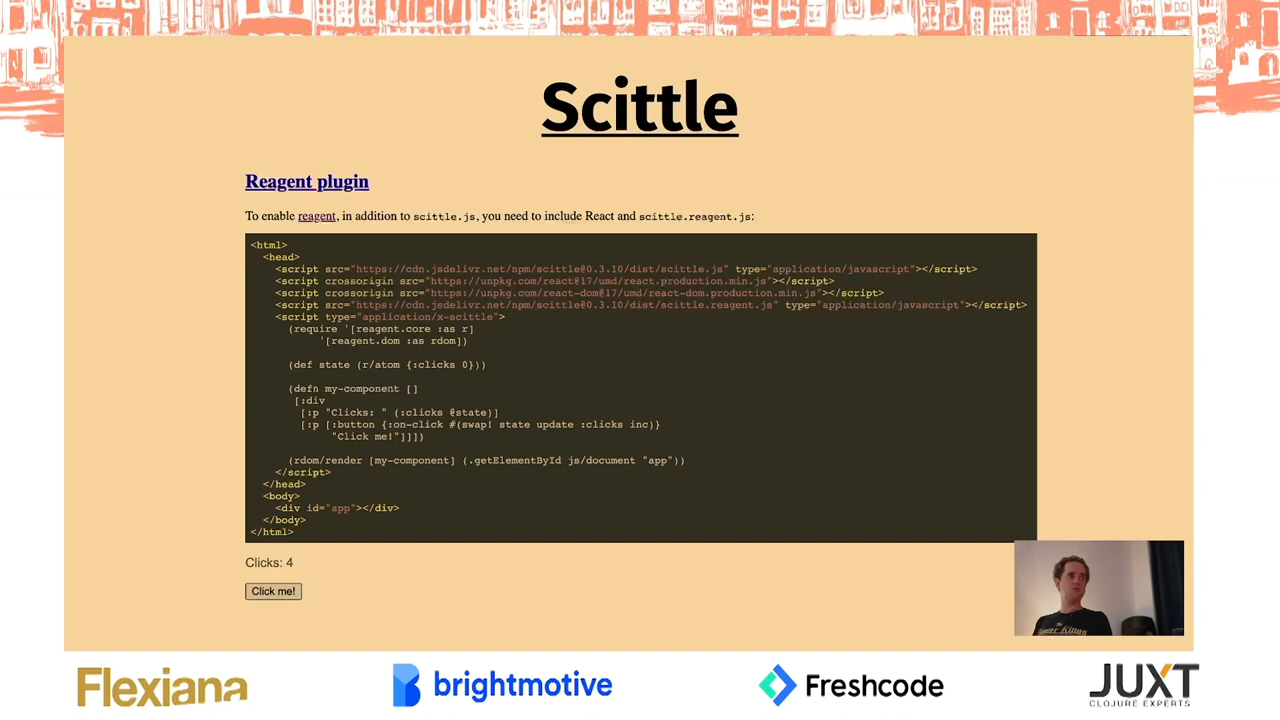 Scittle
Reagent plugin
To enable reagent, in addition to scittle.js, you need to include React and scittle.reagent.js:
<html>
  <head>
    <script src="https://cdn.jsdelivr.net/npm/scittle@0.3.10/dist/scittle.js" type="application/javascript"></script>
    <script crossorigin src="https://unpkg.com/react@17/umd/react.production.min.js"></script>
    <script crossorigin src="https://unpkg.com/react-dom@17/umd/react-dom.production.min.js"></script>
    <script src="https://cdn.jsdelivr.net/npm/scittle@0.3.10/dist/scittle.reagent.js" type="application/javascript"></script>
    <script type="application/x-scittle">
      (require '[reagent.core :as r]
           '[reagent.dom :as rdom])
      (def state (r/atom {:clicks 0}))
      (defn my-component []
       [:div
        [:p "Clicks: " (:clicks @state)]
        [:p [:button {:on-click #(swap! state update :clicks inc)}
             "Click me!"]]])
      (rdom/render [my-component] (.getElementById js/document "app"))
    </script>
  </head>
  <body>
    <div id="app"></div>
  </body>
</html>
Clicks: 4
Click me!
Kings
Flexiana
brightmotive
Freshcode
JUXT
CLOJURE EXPERTS